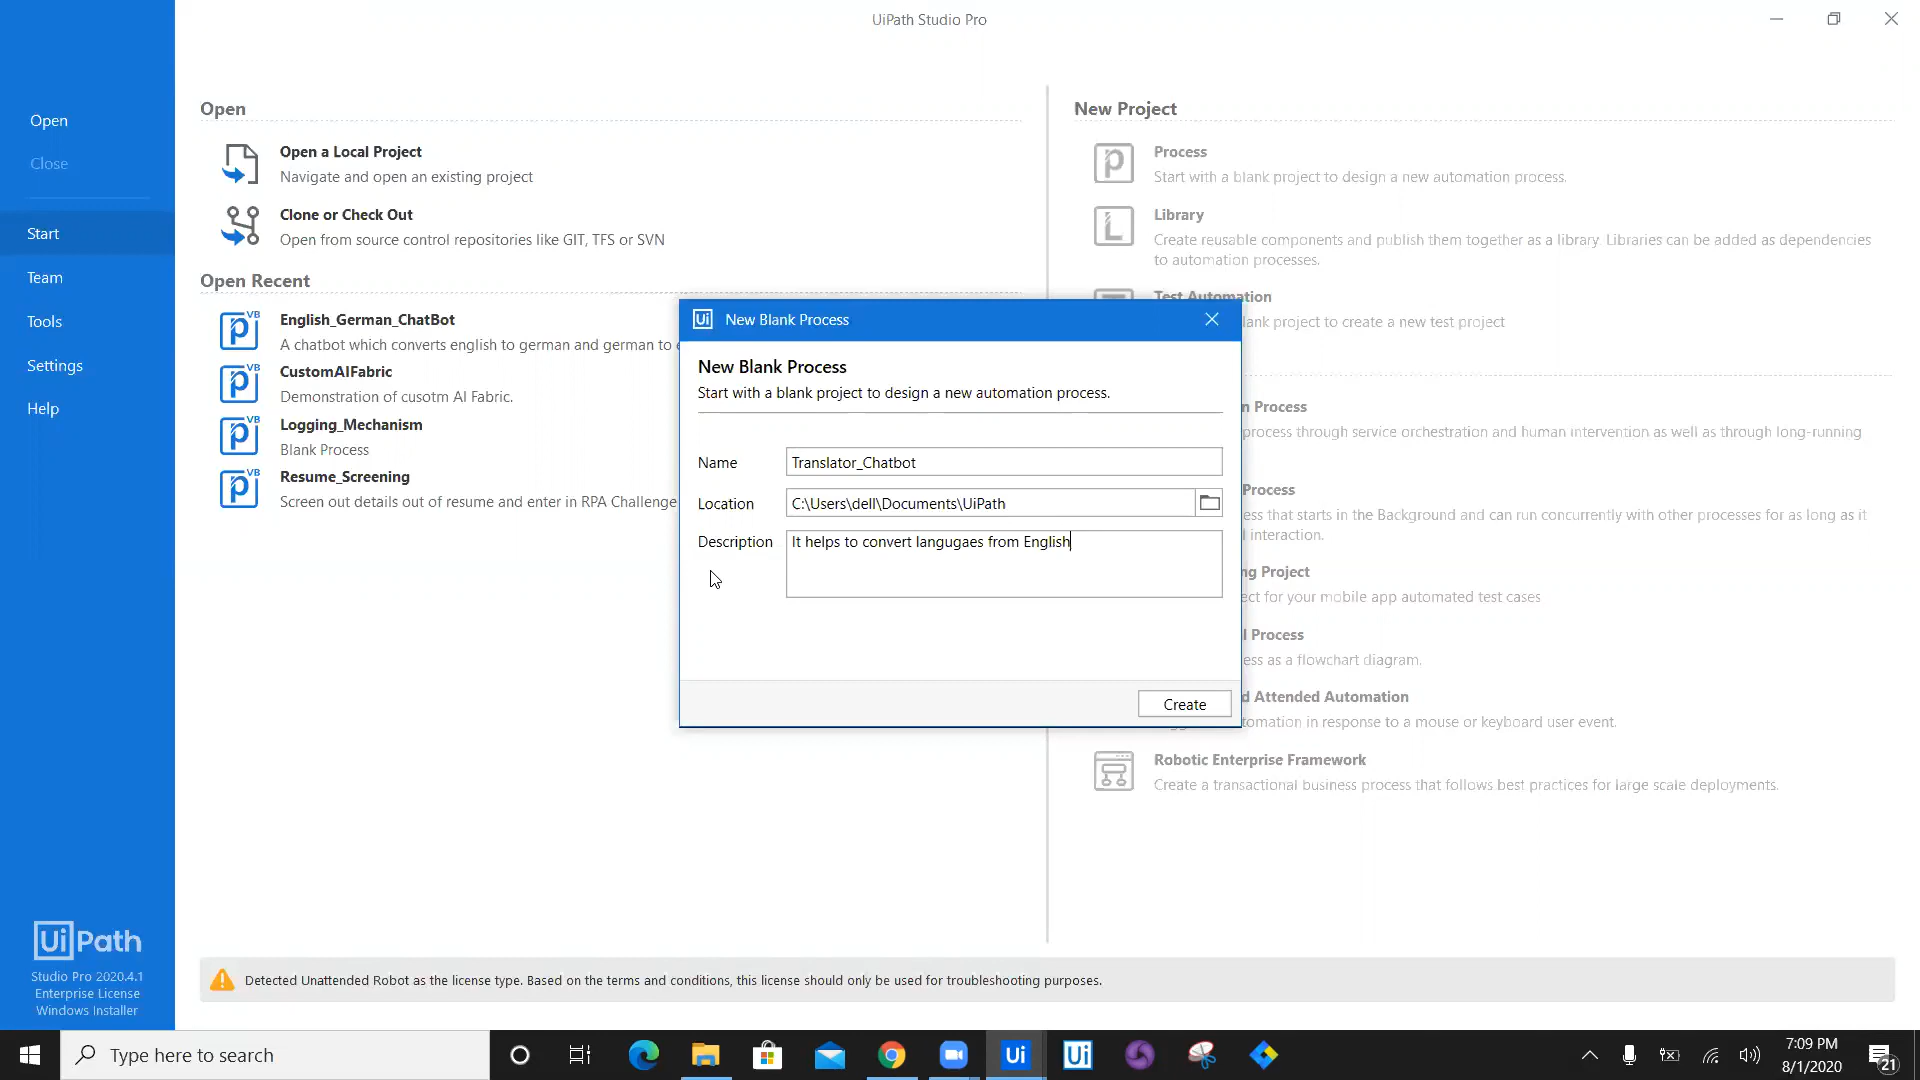 UiPath Studio Pro
Open
Close
Start
Team
Tools
Settings
Help
Open
Open a Local Project
Navigate and open an existing project
Clone or Check Out
Open from source control repositories like GIT, TFS or SVN
Open Recent
VB
English_German_ChatBot
A chatbot which converts english to german and german to e
VB
CustomAIFabric
Demonstration of cusotm AI Fabric.
VB
Logging_Mechanism
Blank Process
VB
Resume_Screening
Screen out details out of resume and enter in RPA Challenge
New Project
Process
Start with a blank project to design a new automation process.
Library
Create reusable components and publish them together as a library. Libraries can be added as dependencies
to automation processes.
Test Automation
lank project to create a new test project
n Process
process through service orchestration and human intervention as well as through long-running
Process
ess that starts in the Background and can run concurrently with other processes for as long as it
l interaction.
ng Project
ect for your mobile app automated test cases
l Process
ess as a flowchart diagram.
d Attended Automation
tomation in response to a mouse or keyboard user event.
Robotic Enterprise Framework
Create a transactional business process that follows best practices for large scale deployments.
Ui New Blank Process
New Blank Process
Start with a blank project to design a new automation process.
Name
Translator_Chatbot
Location
C:\Users\dell\Documents\UiPath
Description
It helps to convert langugaes from English
Create
UiPath
Studio Pro 2020.4.1
Enterprise License
Windows Installer
Detected Unattended Robot as the license type. Based on the terms and conditions, this license should only be used for troubleshooting purposes.
Type here to search
Ui
Ui
7:09 PM
8/1/2020
21